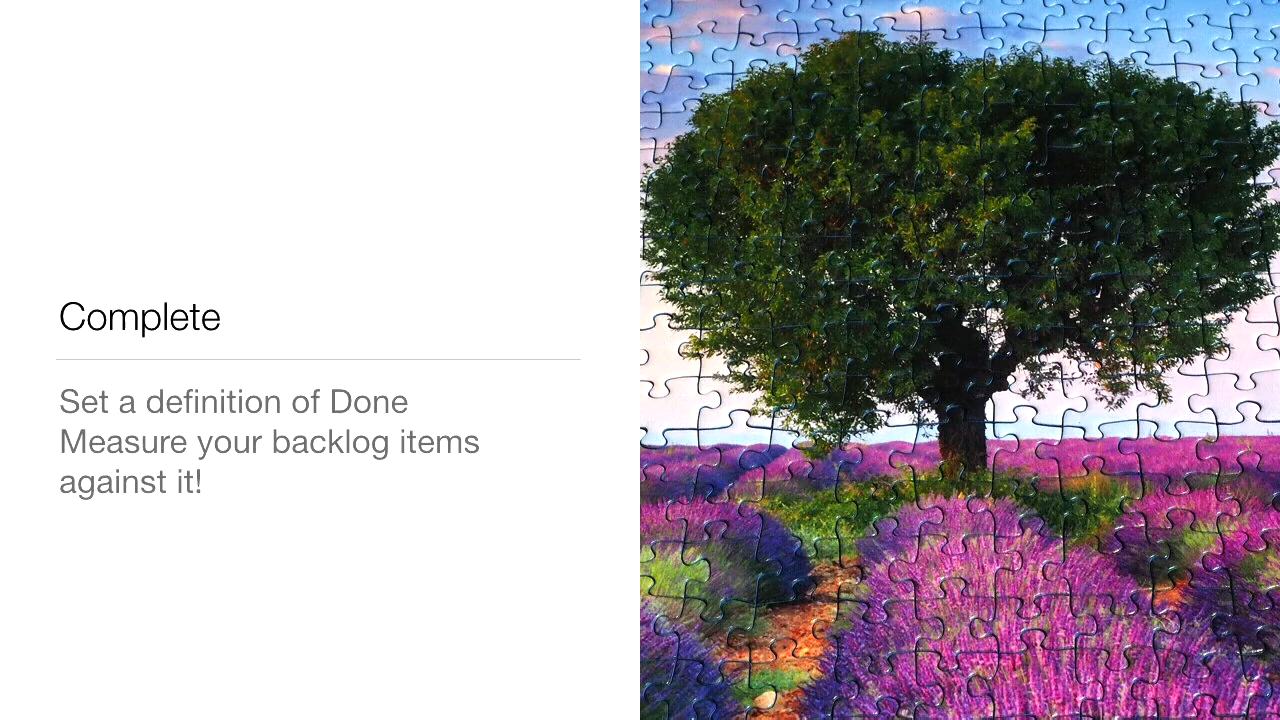 Complete
Set a definition of Done
Measure your backlog items
against it!